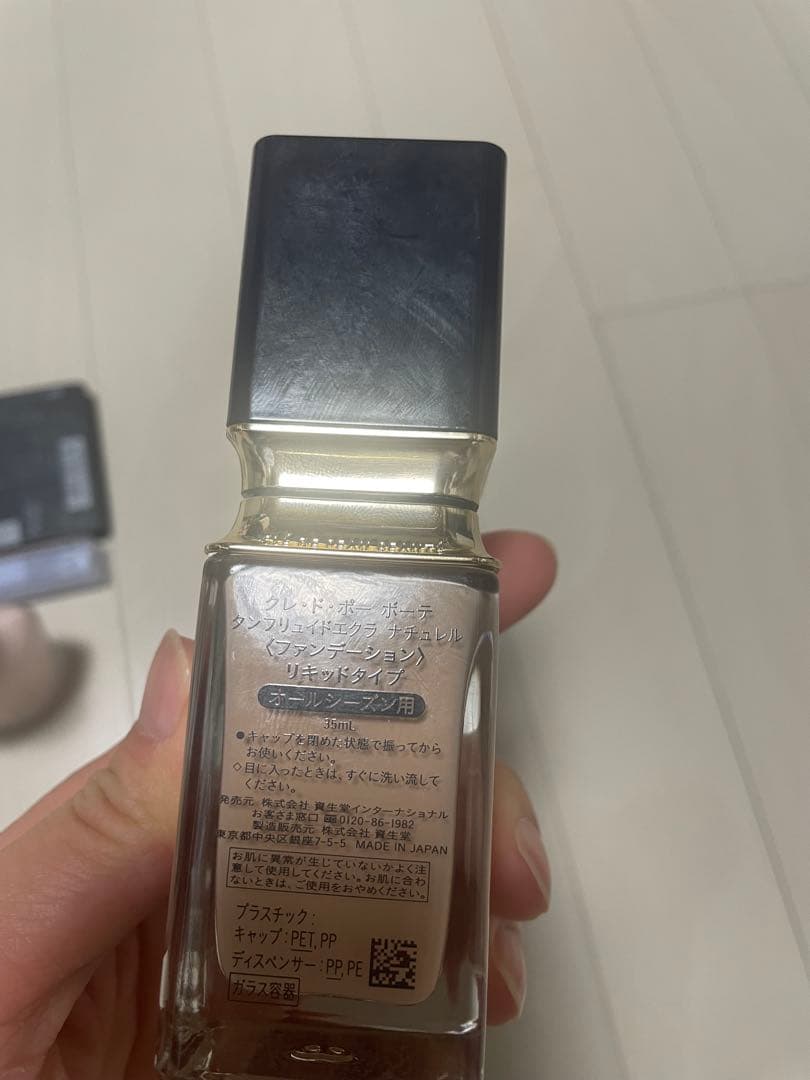 クレ・ド・ポー ボーテ
タンフリュイドエクラ ナチュレル
〈ファンデーション〉
リキッドタイプ
オールシーズン用
35mL
●キャップを閉めた状態で振ってから
お使いください。
◇目に入ったときは、すぐに洗い流して
ください。
発売元 株式会社 資生堂インターナショナル
お客さま窓口 0120-86-1982
製造販売元 株式会社 資生堂
東京都中央区銀座7-5-5 MADE IN JAPAN
お肌に異常が生じていないかよく注
意して使用してください。お肌に合わ
ないときは、ご使用をおやめください。
プラスチック：
キャップ：PET, PP
ディスペンサー：PP, PE
ガラス容器